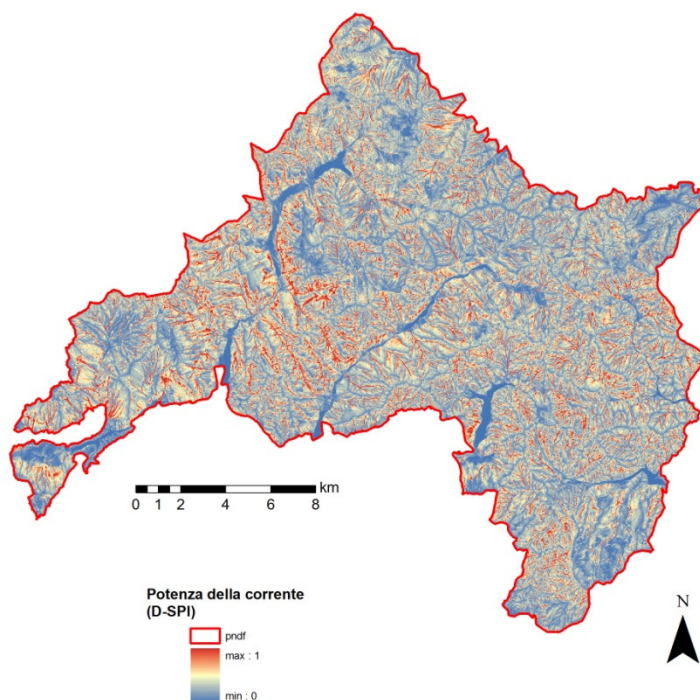 km
0 1 2 4 6 8
Potenza della corrente
(D-SPI)
pndf
max : 1
min : 0
N